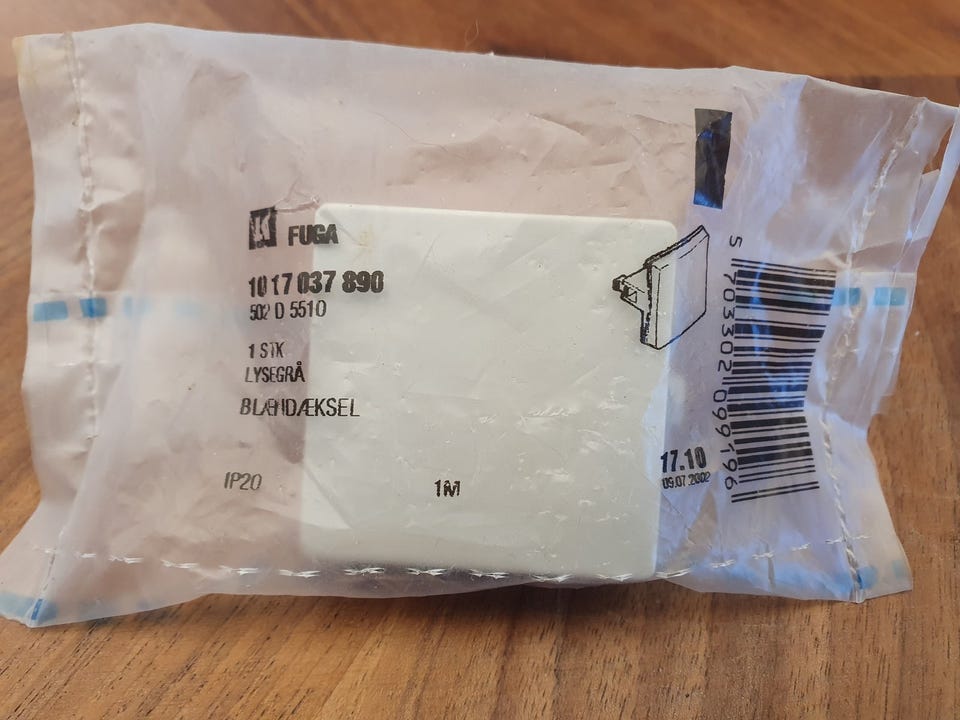 K FUGA
1017 037 890
502 D 5510
1 STK
LYSEGRÅ
BLÆNDÆKSEL
IP20
1M
17.10
09.07.2002
5 703302 099196